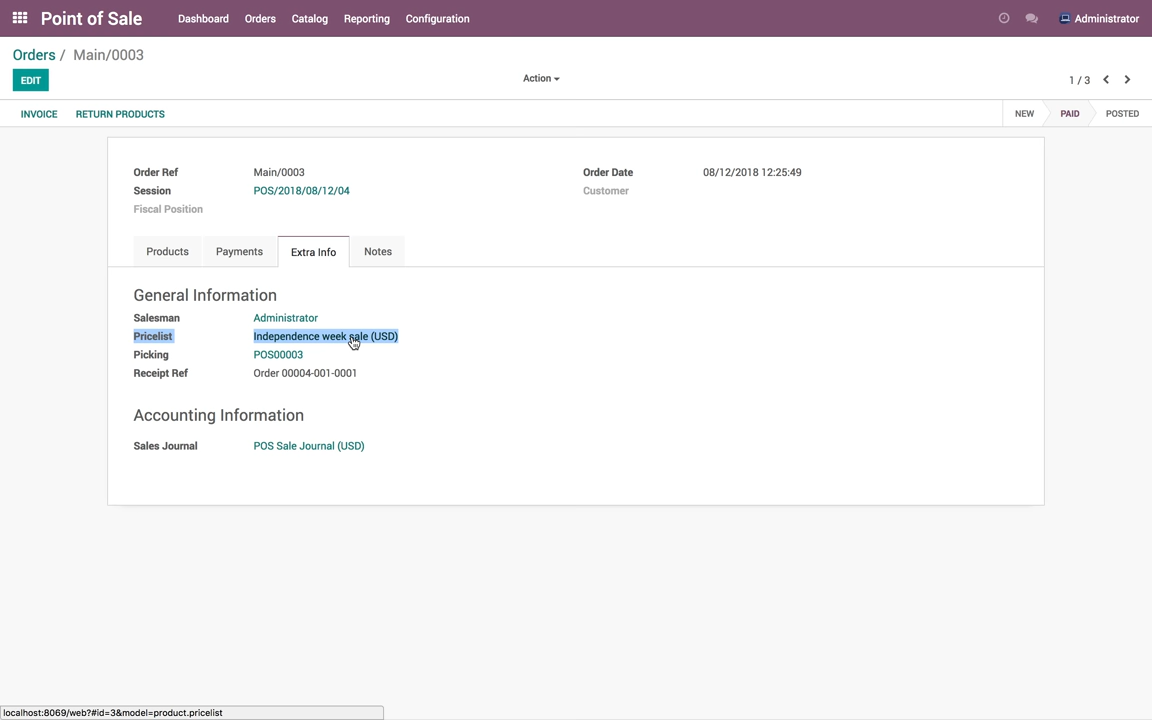 Point of Sale Dashboard Orders Catalog Reporting Configuration Administrator
Orders / Main/0003
EDIT Action 1 / 3
INVOICE RETURN PRODUCTS NEW PAID POSTED
Order Ref Main/0003 Order Date 08/12/2018 12:25:49
Session POS/2018/08/12/04 Customer
Fiscal Position
Products Payments Extra Info Notes
General Information
Salesman Administrator
Pricelist Independence week sale (USD)
Picking POS00003
Receipt Ref Order 00004-001-0001
Accounting Information
Sales Journal POS Sale Journal (USD)
localhost:8069/web?#id=3&model=product.pricelist